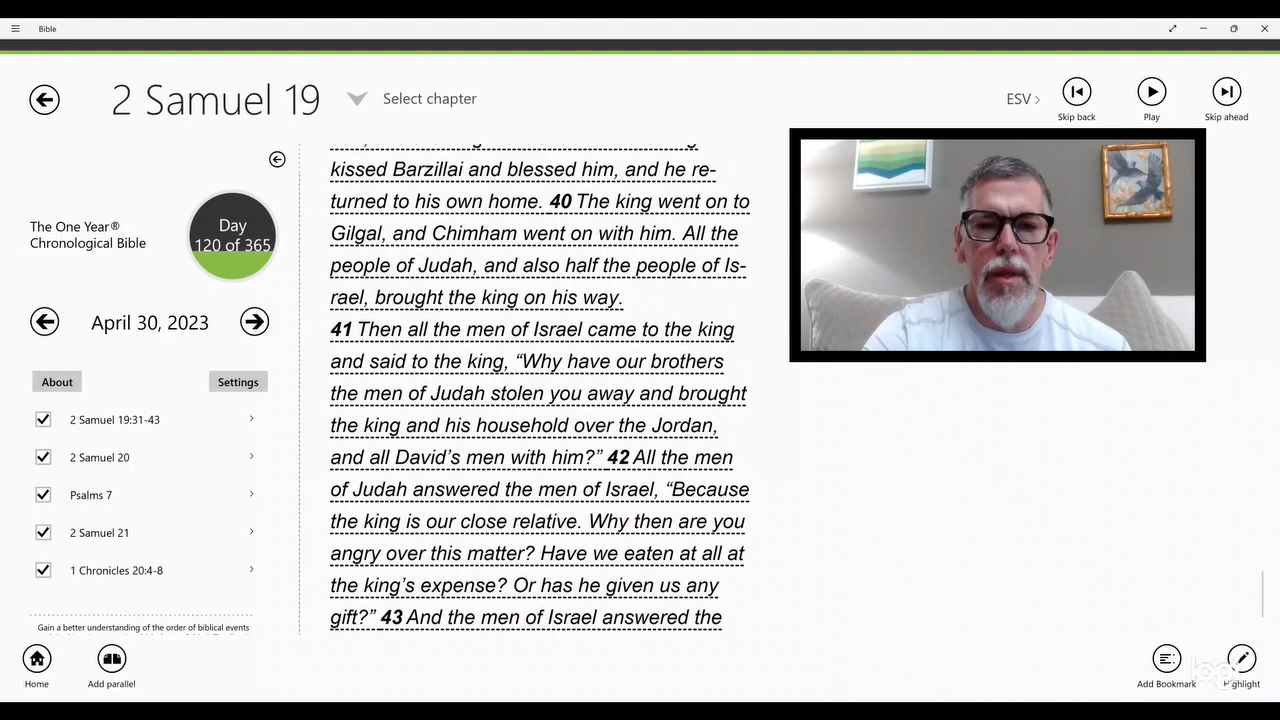 Bible
2 Samuel 19
Select chapter
ESV
Skip back
Play
Skip ahead
The One Year®
Chronological Bible
Day
120 of 365
April 30, 2023
About
Settings
2 Samuel 19:31-43
2 Samuel 20
Psalms 7
2 Samuel 21
1 Chronicles 20:4-8
Gain a better understanding of the order of biblical events
kissed Barzillai and blessed him, and he re-
turned to his own home. 40 The king went on to
Gilgal, and Chimham went on with him. All the
people of Judah, and also half the people of Is-
rael, brought the king on his way.
41 Then all the men of Israel came to the king
and said to the king, “Why have our brothers
the men of Judah stolen you away and brought
the king and his household over the Jordan,
and all David’s men with him?” 42 All the men
of Judah answered the men of Israel, “Because
the king is our close relative. Why then are you
angry over this matter? Have we eaten at all at
the king’s expense? Or has he given us any
gift?” 43 And the men of Israel answered the
Home
Add parallel
Add Bookmark
Highlight
logi